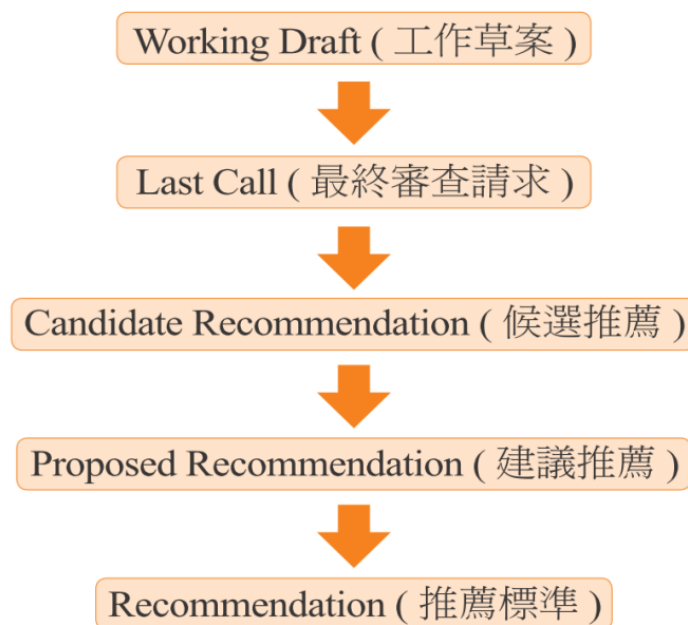 Working Draft ( 工作草案 )
Last Call ( 最終審查請求 )
Candidate Recommendation ( 候選推薦 )
Proposed Recommendation ( 建議推薦 )
Recommendation ( 推薦標準 )